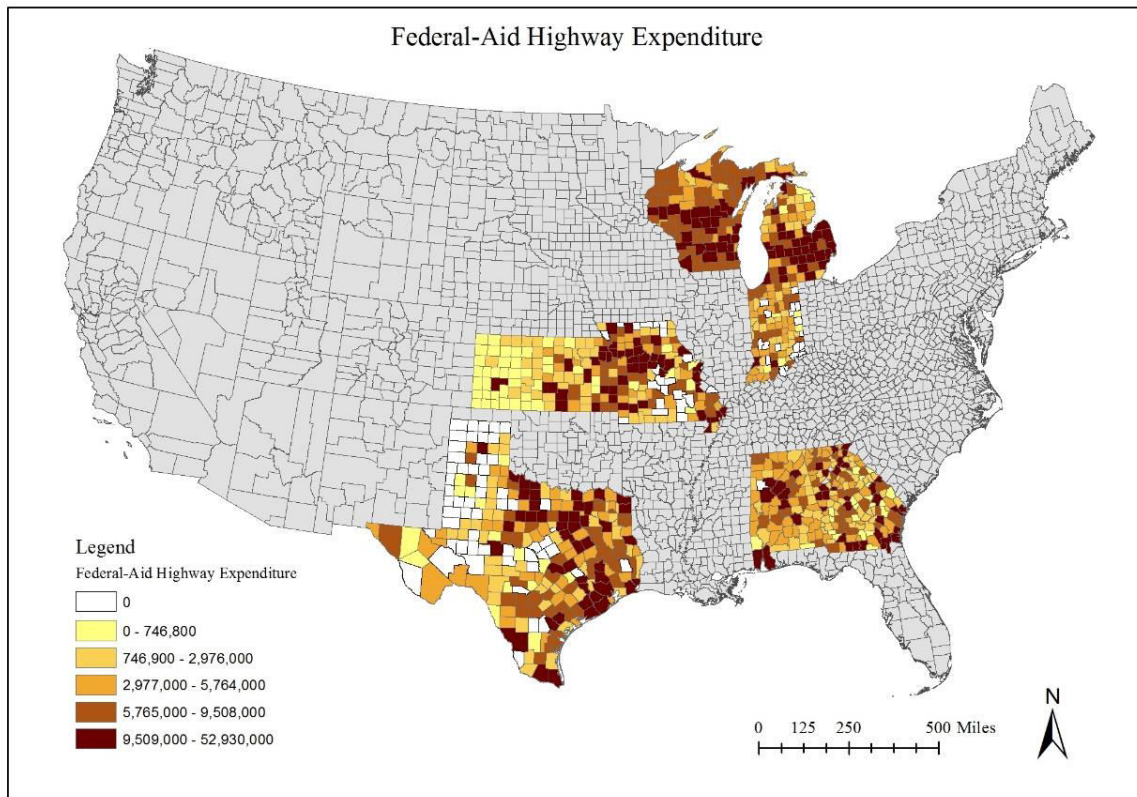 Federal-Aid Highway Expenditure
Legend
Federal-Aid Highway Expenditure
0
0 - 746,800
746,900 - 2,976,000
2,977,000 - 5,764,000
5,765,000 - 9,508,000
9,509,000 - 52,930,000
0 125 250 500 Miles
N